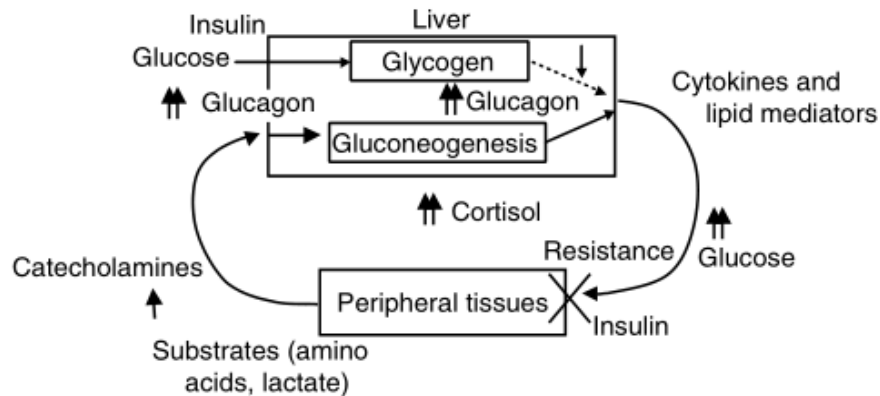 Insulin
Liver
Glucose
Glycogen
Glucagon
Glucagon
Cytokines and
lipid mediators
Gluconeogenesis
Cortisol
Resistance
Glucose
Catecholamines
Peripheral tissues
Insulin
Substrates (amino
acids, lactate)